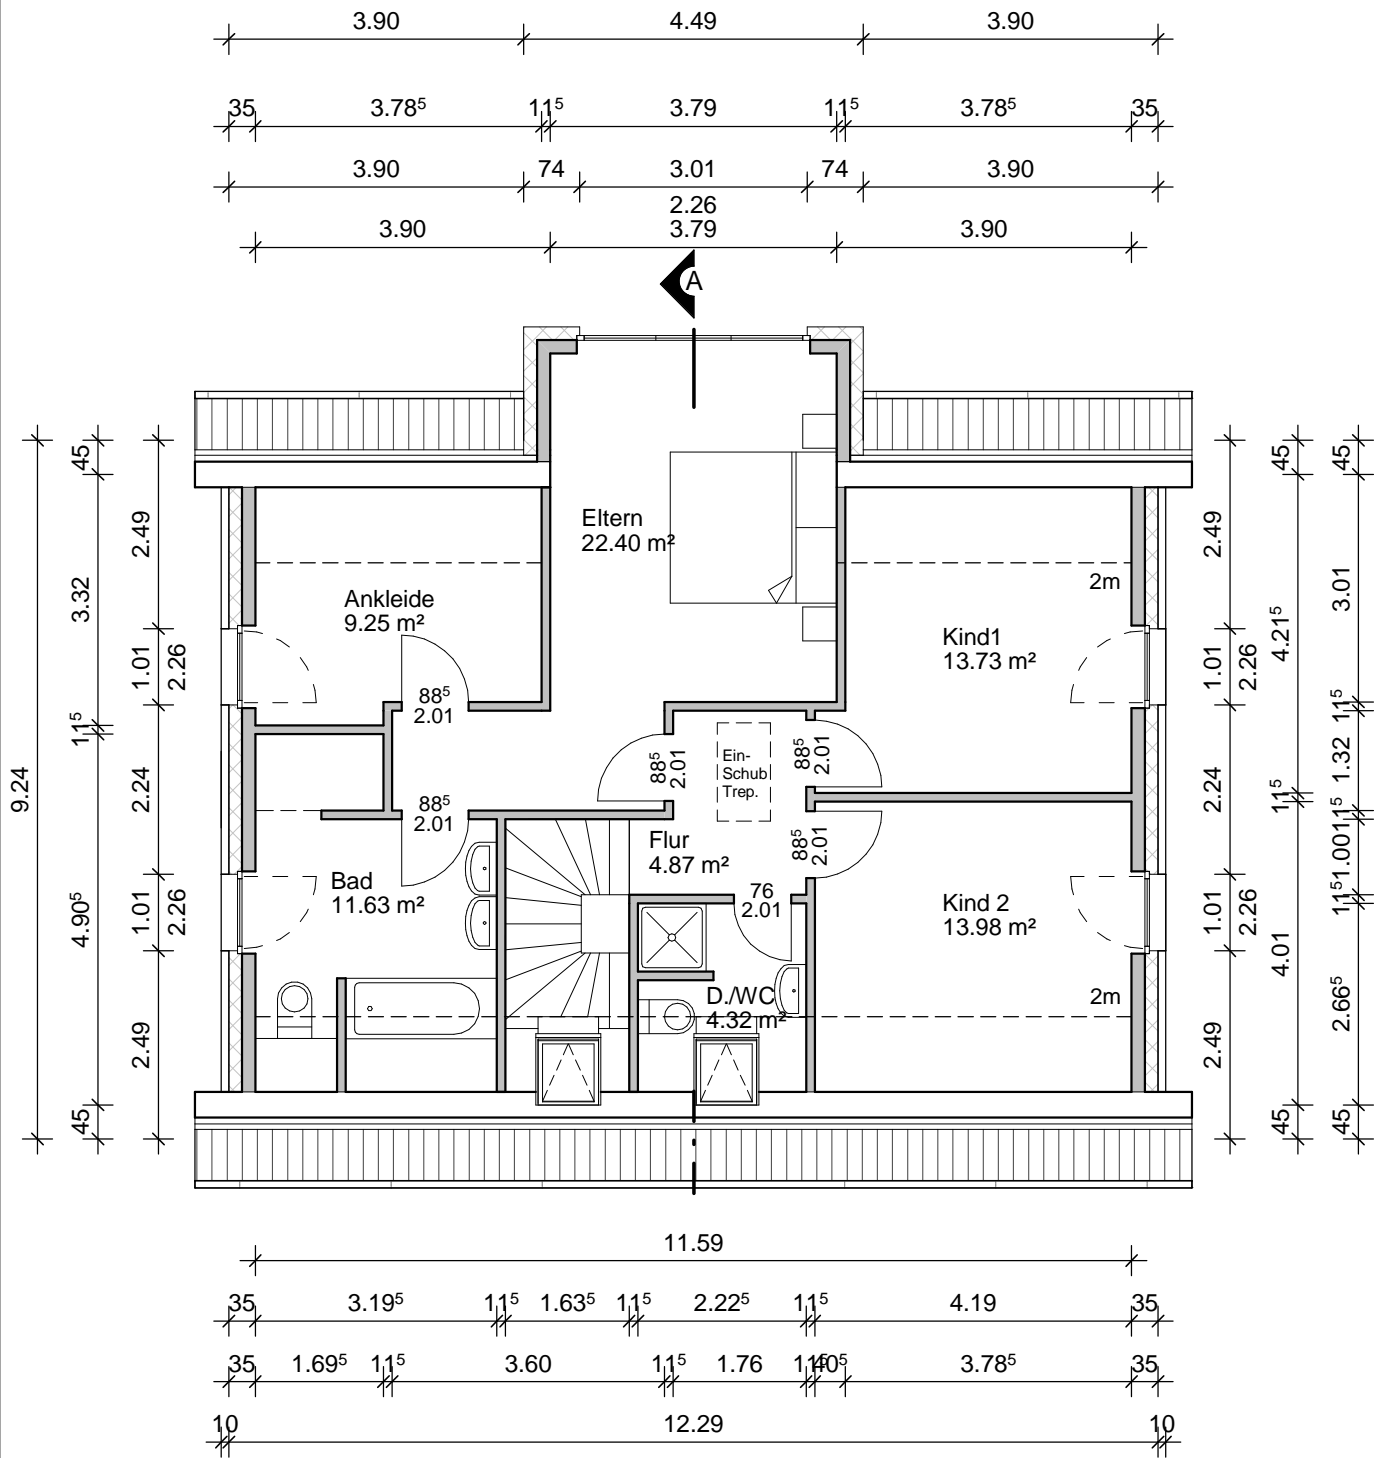 3.90 4.49 3.90
35 3.78⁵ 11⁵ 3.79 11⁵ 3.78⁵ 35
3.90 74 3.01 74 3.90
2.26
3.90 3.79 3.90
A
45 45 45
2.49 2.49
3.32 3.01
4.21⁵
Eltern
22.40 m²
2m
Ankleide
9.25 m²
Kind1
13.73 m²
1.01 2.26
1.01 2.26
88⁵
2.01
11⁵ 11⁵
88⁵
2.01
Ein-
Schub
Trep.
88⁵
2.01
1.32
9.24
2.24 2.24
11⁵ 11⁵
88⁵
2.01
Flur
4.87 m²
88⁵
2.01
1.00
11⁵
Bad
11.63 m²
76
2.01
Kind 2
13.98 m²
4.90⁵
1.01 2.26
1.01 2.26
4.01
2m
D./WC
4.32 m²
2.66⁵
2.49 2.49
45 45 45
11.59
35 3.19⁵ 11⁵ 1.63⁵ 11⁵ 2.22⁵ 11⁵ 4.19 35
35 1.69⁵ 11⁵ 3.60 11⁵ 1.76 11⁵ 40⁵ 3.78⁵ 35
10 12.29 10